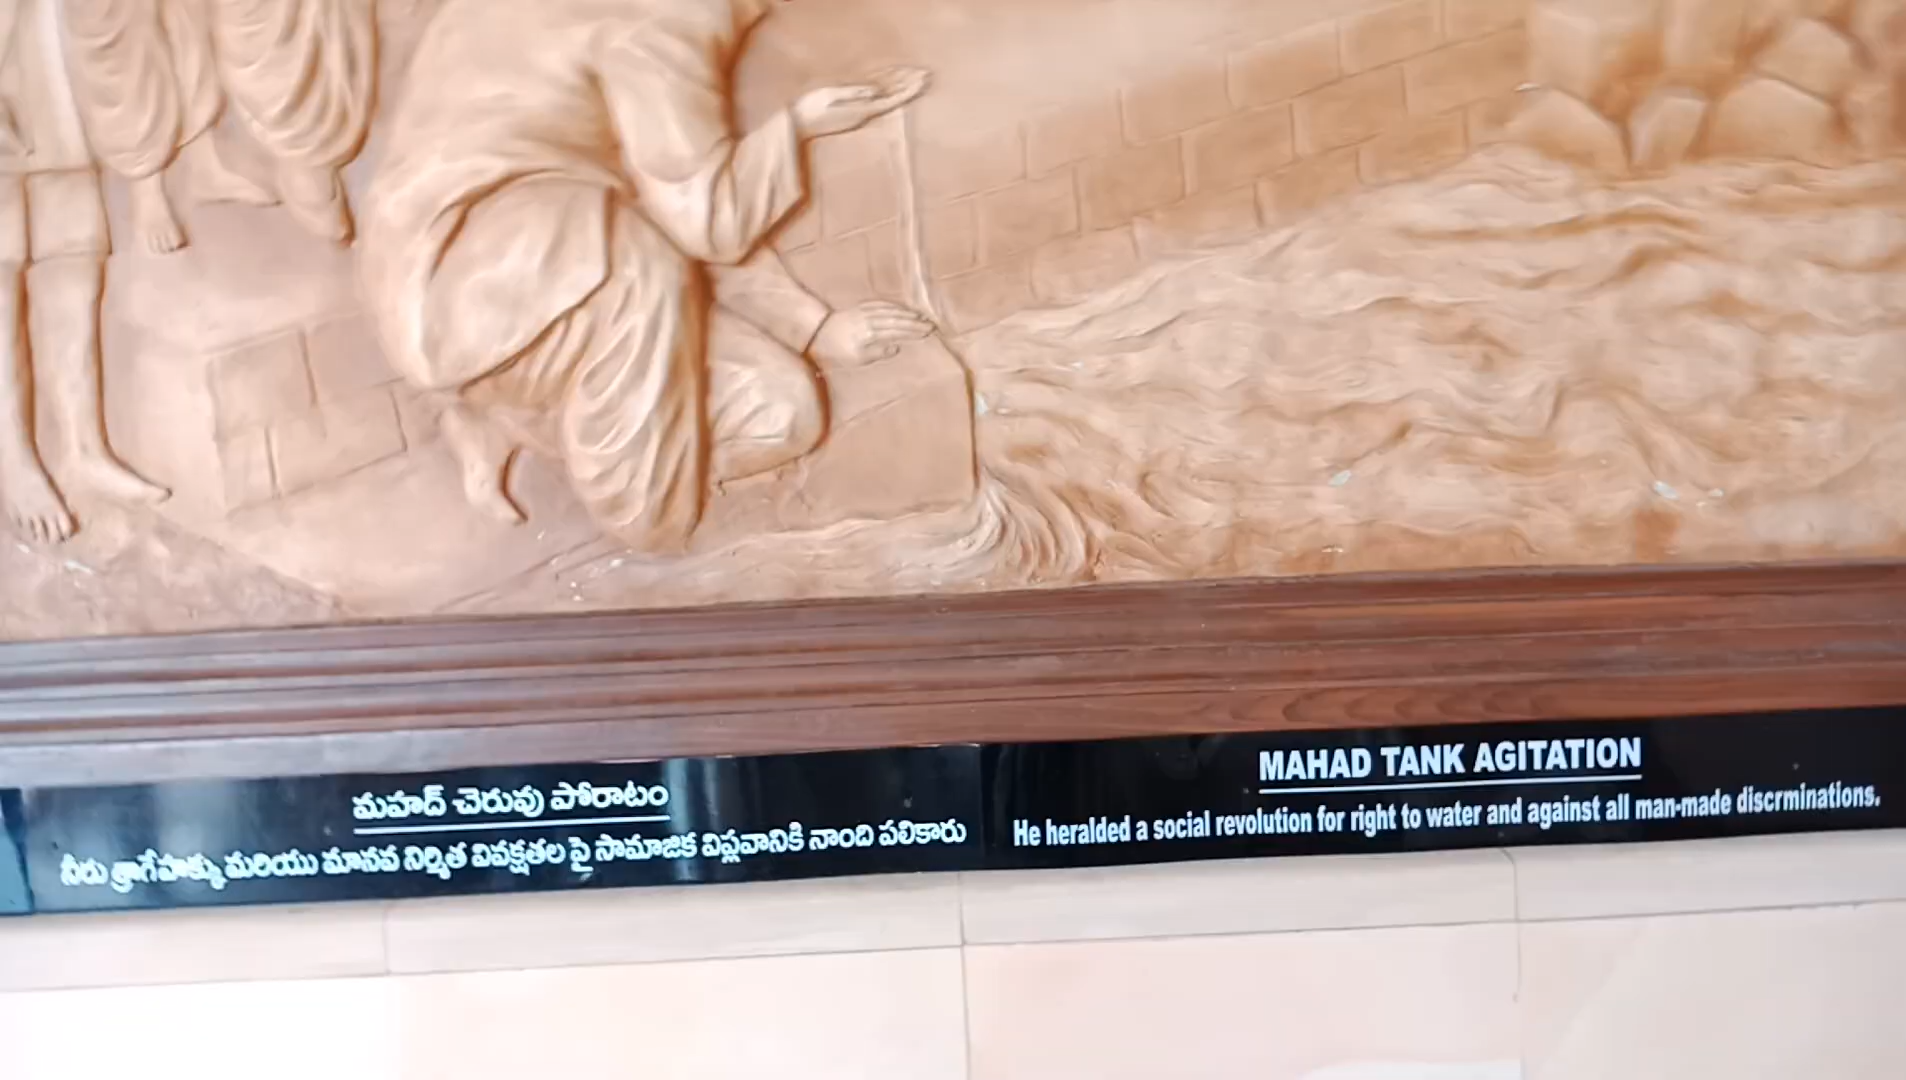 మహద్ చెరువు పోరాటం
నీరు త్రాగేహక్కు మరియు మానవ నిర్మిత వివక్షతల పై సామాజిక విప్లవానికి నాంది పలికారు
MAHAD TANK AGITATION
He heralded a social revolution for right to water and against all man-made discrminations.